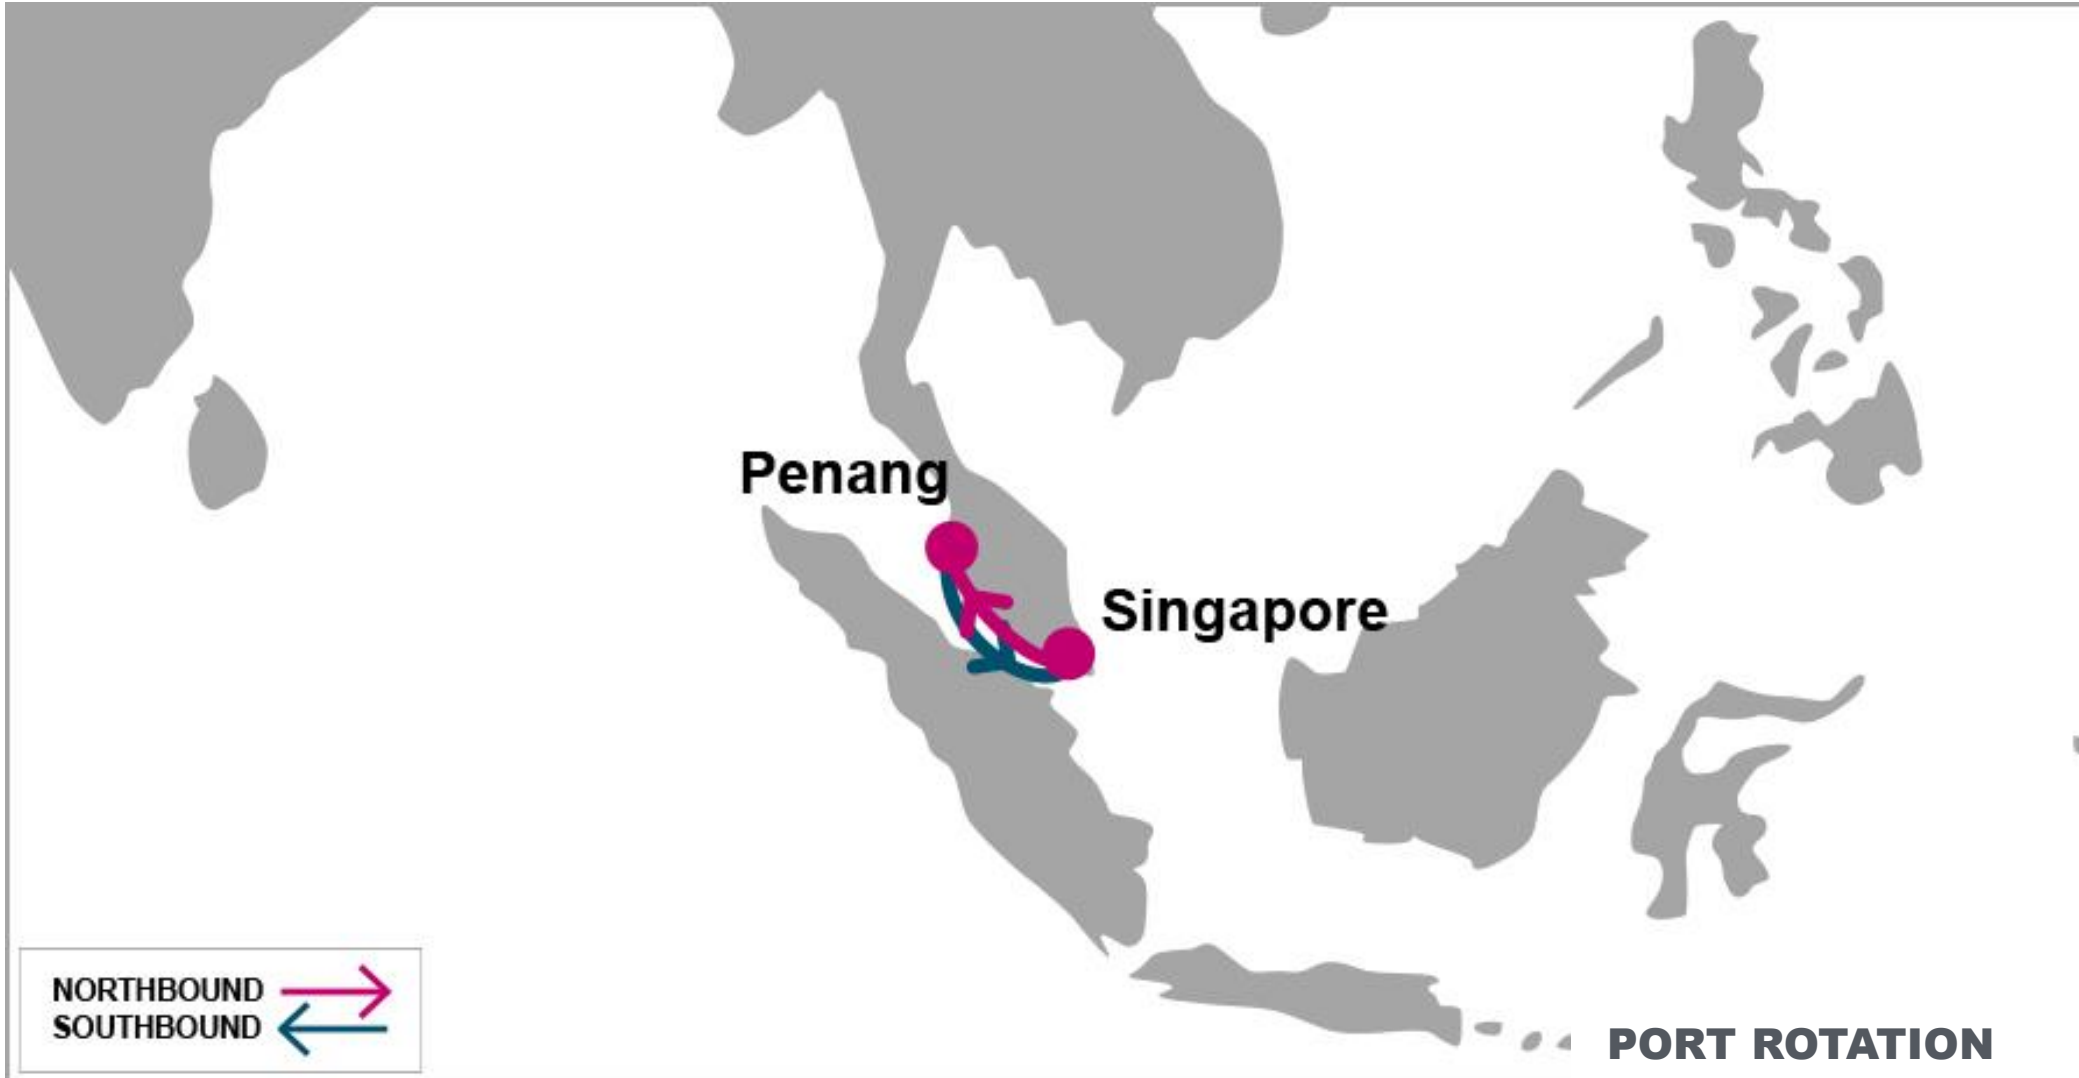 Penang
Singapore
NORTHBOUND
SOUTHBOUND
PORT ROTATION